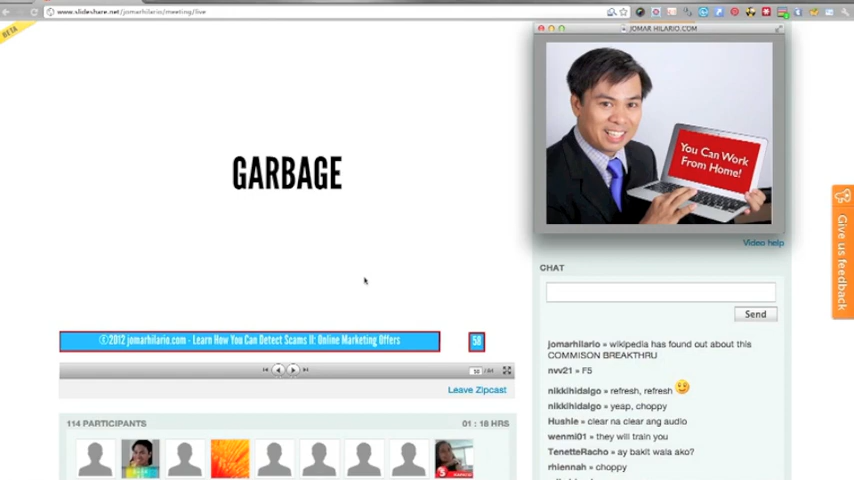 www.slideshare.net/jomarhilario/meeting/live
BETA
JOMAR HILARIO.COM
GARBAGE
You Can Work
From Home!
Give us feedback
Video help
CHAT
Send
©2012 jomarhilario.com - Learn How You Can Detect Scams II: Online Marketing Offers
58
jomarhilario » wikipedia has found out about this
COMMISON BREAKTHRU
nvv21 » F5
nikkihidalgo » refresh, refresh
nikkihidalgo » yeap, choppy
Hushie » clear na clear ang audio
wenmi01 » they will train you
TenetteRacho » ay bakit wala ako?
rhiennah » choppy
Leave Zipcast
114 PARTICIPANTS
01 : 18 HRS